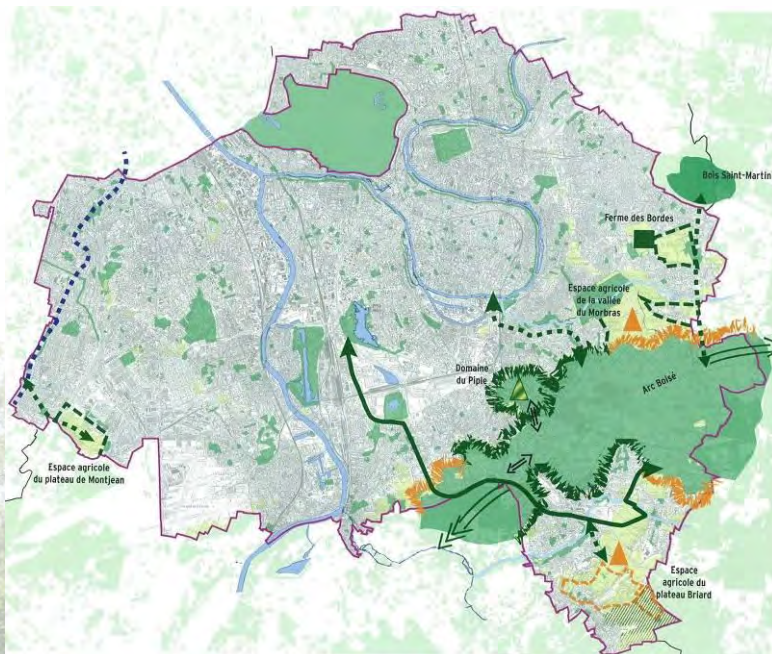 Bois Saint-Martin
Ferme des Bordes
Espace agricole
de la vallée
du Morbras
Domaine
du Piple
Arc Boisé
Espace agricole
du plateau de Montjean
Espace
agricole du
plateau Briard